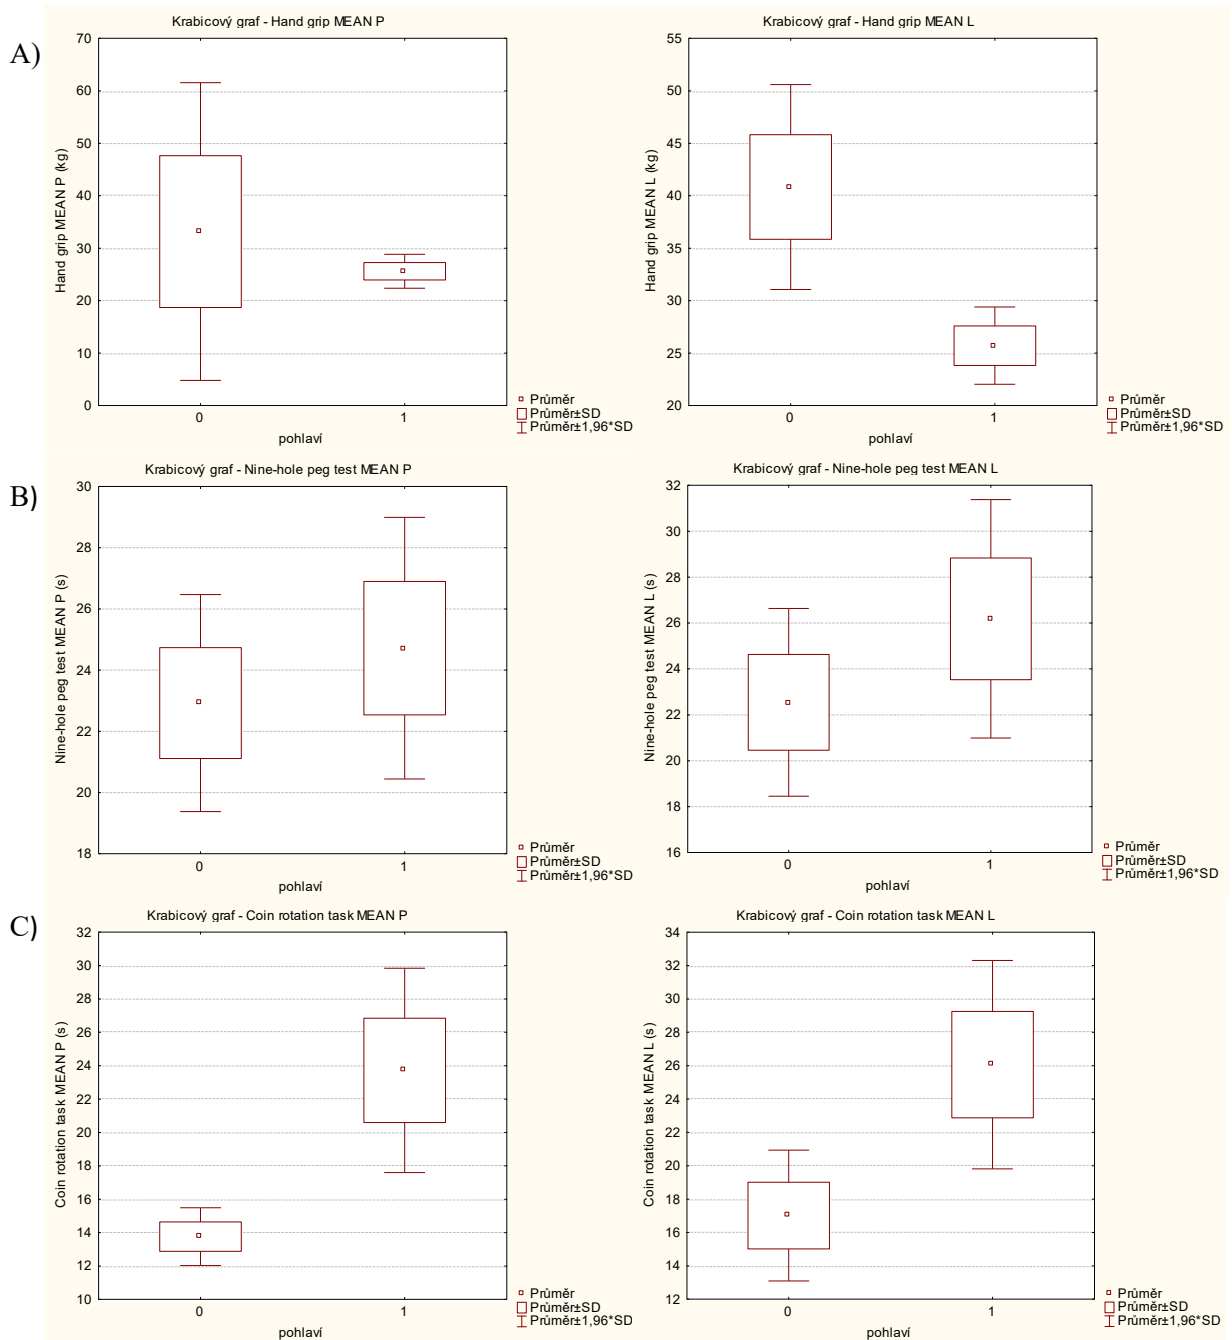 A)
Krabicový graf - Hand grip MEAN P
Hand grip MEAN P (kg)
70
60
50
40
30
20
10
0
0
1
pohlaví
Průměr
Průměr±SD
Průměr±1,96*SD
Krabicový graf - Hand grip MEAN L
Hand grip MEAN L (kg)
55
50
45
40
35
30
25
20
0
1
pohlaví
Průměr
Průměr±SD
Průměr±1,96*SD
B)
Krabicový graf - Nine-hole peg test MEAN P
Nine-hole peg test MEAN P (s)
30
28
26
24
22
20
18
0
1
pohlaví
Průměr
Průměr±SD
Průměr±1,96*SD
Krabicový graf - Nine-hole peg test MEAN L
Nine-hole peg test MEAN L (s)
32
30
28
26
24
22
20
18
16
0
1
pohlaví
Průměr
Průměr±SD
Průměr±1,96*SD
C)
Krabicový graf - Coin rotation task MEAN P
Coin rotation task MEAN P (s)
32
30
28
26
24
22
20
18
16
14
12
10
0
1
pohlaví
Průměr
Průměr±SD
Průměr±1,96*SD
Krabicový graf - Coin rotation task MEAN L
Coin rotation task MEAN L (s)
34
32
30
28
26
24
22
20
18
16
14
12
0
1
pohlaví
Průměr
Průměr±SD
Průměr±1,96*SD